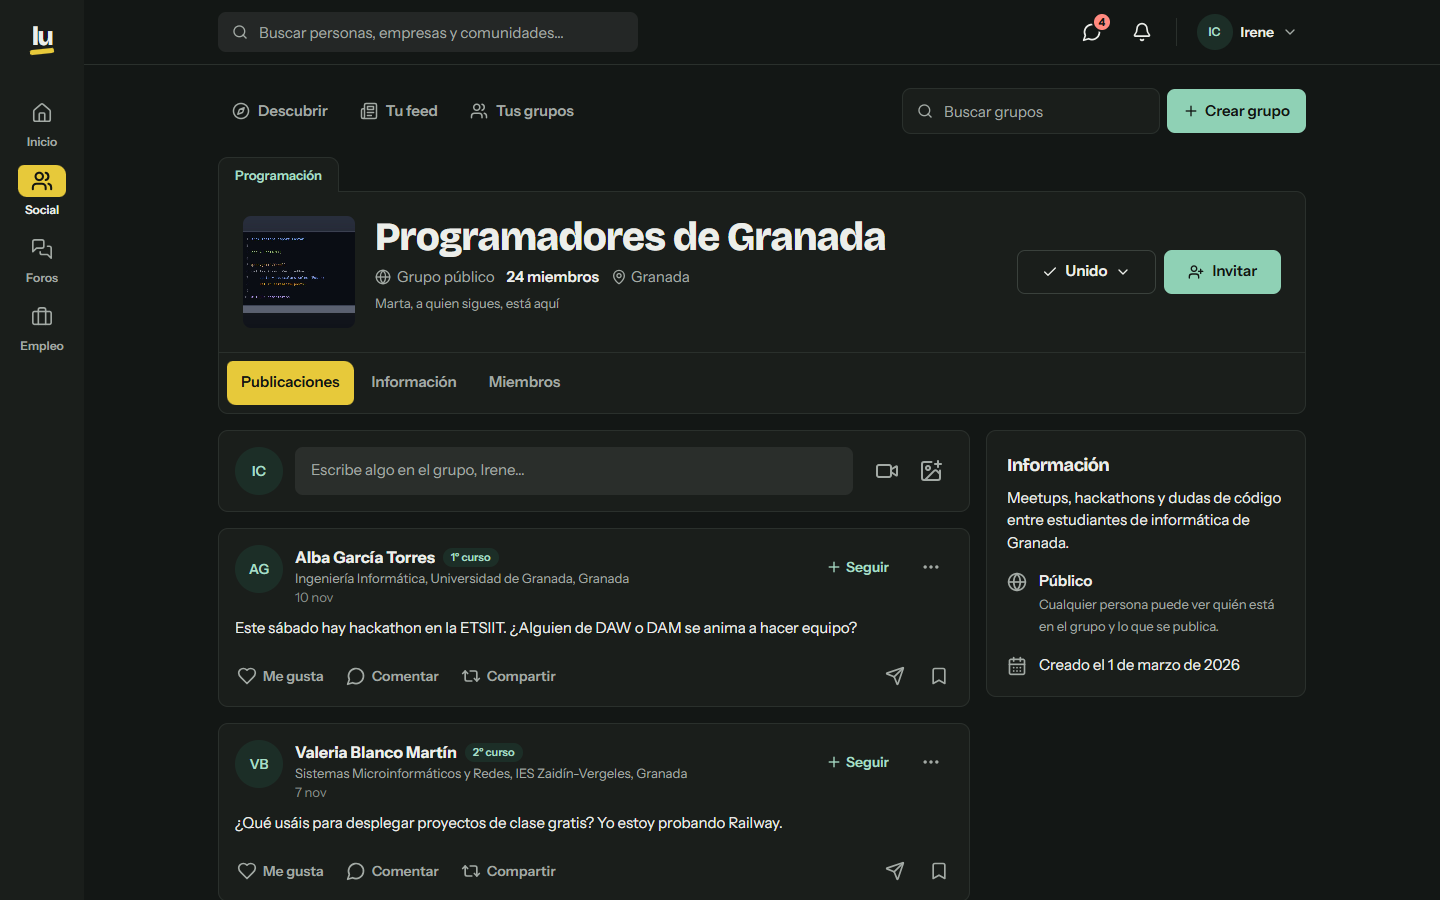 lu
Buscar personas, empresas y comunidades...
4
IC
Irene
Inicio
Social
Foros
Empleo
Descubrir
Tu feed
Tus grupos
Buscar grupos
Crear grupo
Programación
Programadores de Granada
Grupo público
24 miembros
Granada
Marta, a quien sigues, está aquí
Unido
Invitar
Publicaciones
Información
Miembros
IC
Escribe algo en el grupo, Irene...
AG
Alba García Torres
1º curso
Ingeniería Informática, Universidad de Granada, Granada
10 nov
Seguir
Este sábado hay hackathon en la ETSIIT. ¿Alguien de DAW o DAM se anima a hacer equipo?
Me gusta
Comentar
Compartir
VB
Valeria Blanco Martín
2º curso
Sistemas Microinformáticos y Redes, IES Zaidín-Vergeles, Granada
7 nov
Seguir
¿Qué usáis para desplegar proyectos de clase gratis? Yo estoy probando Railway.
Me gusta
Comentar
Compartir
Información
Meetups, hackathons y dudas de código
entre estudiantes de informática de
Granada.
Público
Cualquier persona puede ver quién está
en el grupo y lo que se publica.
Creado el 1 de marzo de 2026